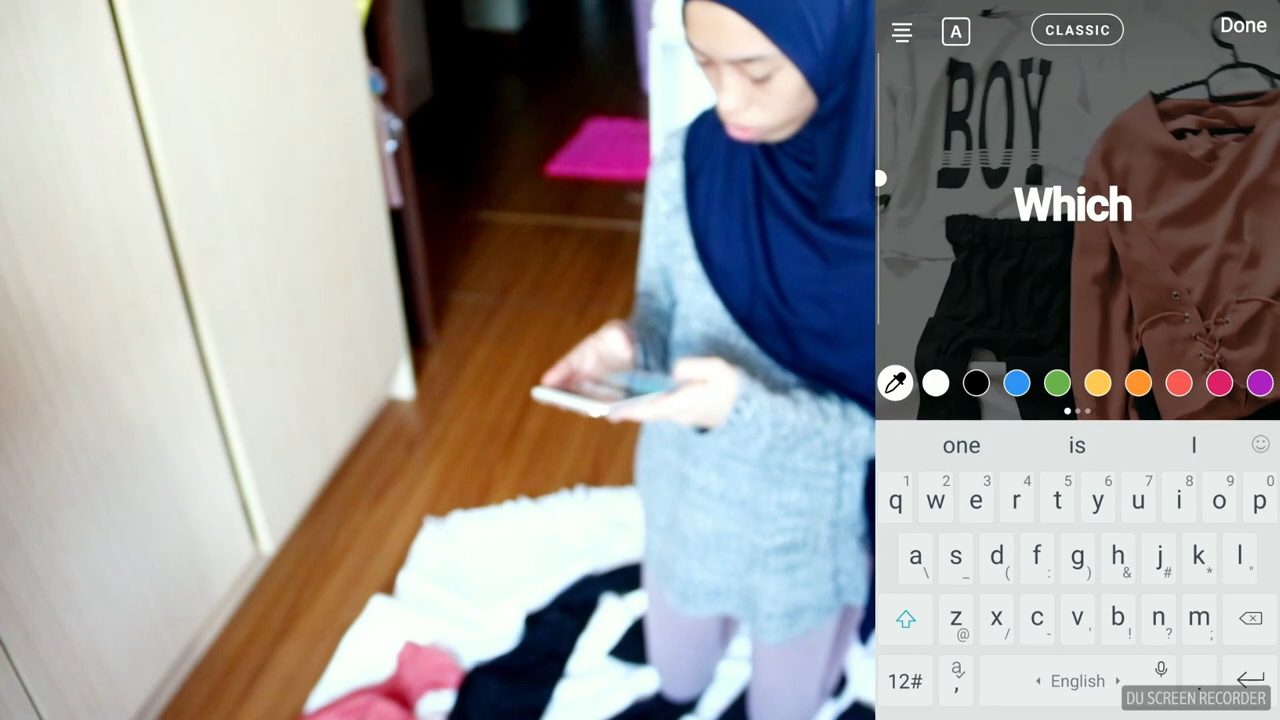 A
CLASSIC
Done
BOY
Which
one is I
1 2 3 4 5 6 7 8 9 0
q w e r t y u i o p
a s d f g h j k l
\ _ ( : ) & # * "
z x c v b n m
@ / - ' ! ? ;
12# a , English .
DU SCREEN RECORDER